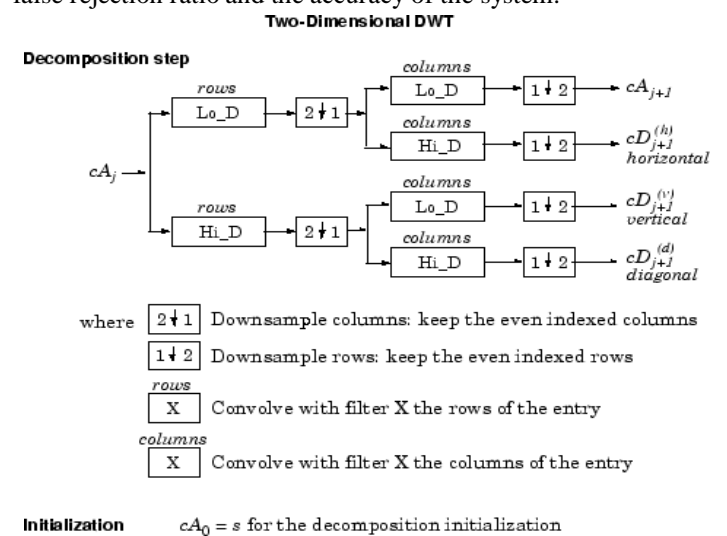 false rejection ratio and the accuracy of the system.
Two-Dimensional DWT
Decomposition step
rows
Lo_D
2↓1
columns
Lo_D
1↓2
cA_{j+1}
columns
Hi_D
1↓2
cD_{j+1}^{(h)}
horizontal
cA_j
rows
Hi_D
2↓1
columns
Lo_D
1↓2
cD_{j+1}^{(v)}
vertical
columns
Hi_D
1↓2
cD_{j+1}^{(d)}
diagonal
where 2↓1 Downsample columns: keep the even indexed columns
1↓2 Downsample rows: keep the even indexed rows
rows
X Convolve with filter X the rows of the entry
columns
X Convolve with filter X the columns of the entry
Initialization cA_0 = s for the decomposition initialization